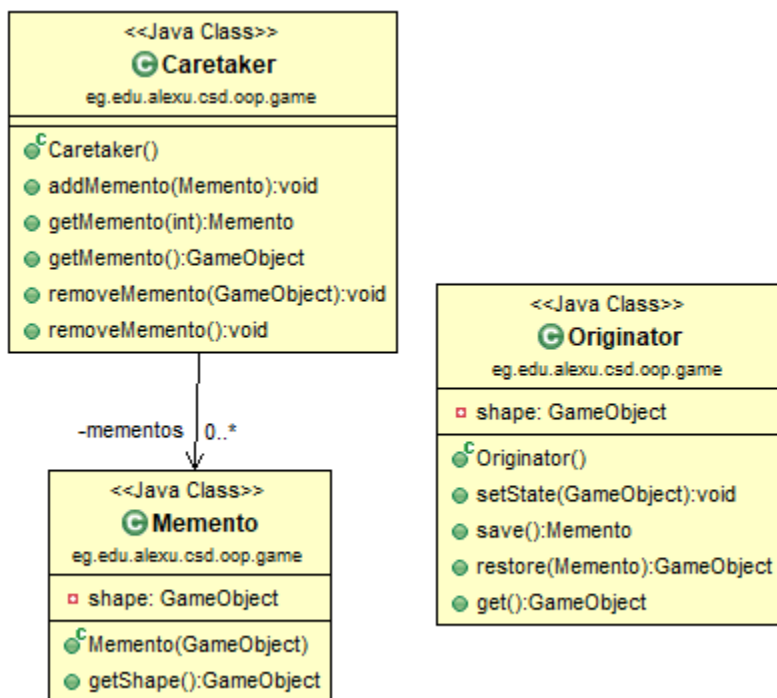 <<Java Class>>
Caretaker
eg.edu.alexu.csd.oop.game
Caretaker()
addMemento(Memento):void
getMemento(int):Memento
getMemento():GameObject
removeMemento(GameObject):void
removeMemento():void
-mementos 0..*
<<Java Class>>
Memento
eg.edu.alexu.csd.oop.game
shape: GameObject
Memento(GameObject)
getShape():GameObject
<<Java Class>>
Originator
eg.edu.alexu.csd.oop.game
shape: GameObject
Originator()
setState(GameObject):void
save():Memento
restore(Memento):GameObject
get():GameObject